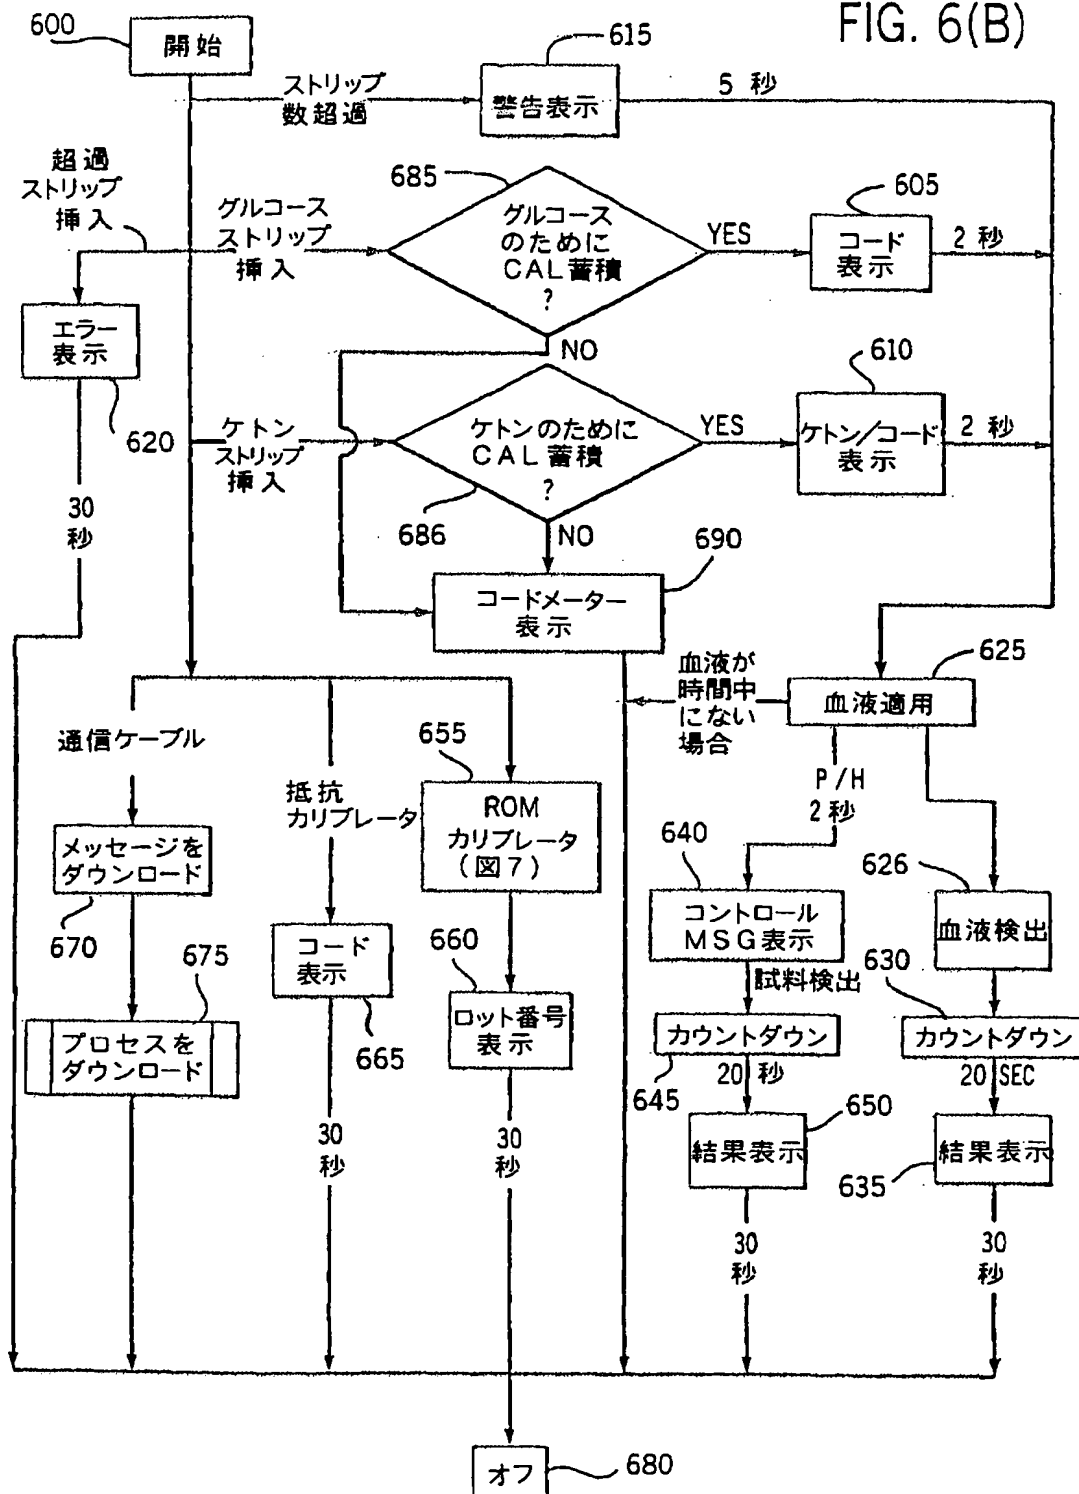 FIG. 6(B)
600
開始
ストリップ
数超過
615
警告表示
5 秒
超過
ストリップ
挿入
グルコース
ストリップ
挿入
685
グルコース
のために
CAL蓄積
?
YES
605
コード
表示
2 秒
NO
エラー
表示
620
ケトン
ストリップ
挿入
ケトンのために
CAL蓄積
?
686
YES
610
ケトン/コード
表示
2 秒
NO
30
秒
690
コードメーター
表示
血液が
時間中
にない
場合
625
血液適用
通信ケーブル
抵抗
カリブレータ
655
ROM
カリブレータ
(図7)
P/H
2秒
メッセージを
ダウンロード
670
640
コントロール
MSG表示
626
血液検出
675
プロセスを
ダウンロード
コード
表示
665
660
ロット番号
表示
試料検出
630
カウントダウン
645
20 秒
カウントダウン
20 SEC
650
結果表示
結果表示
635
30
秒
30
秒
30
秒
30
秒
オフ
680